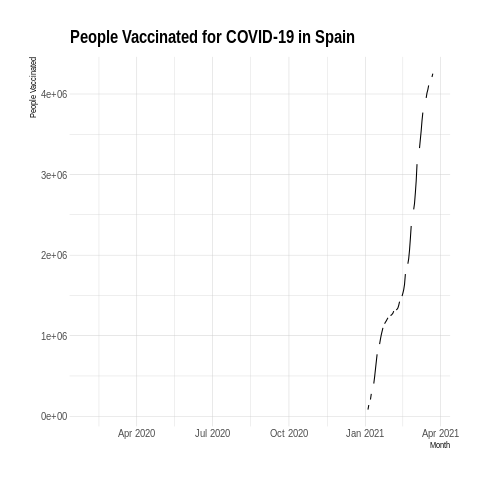 People Vaccinated for COVID-19 in Spain
People Vaccinated
4e+06
3e+06
2e+06
1e+06
0e+00
Apr 2020 Jul 2020 Oct 2020 Jan 2021 Apr 2021
Month